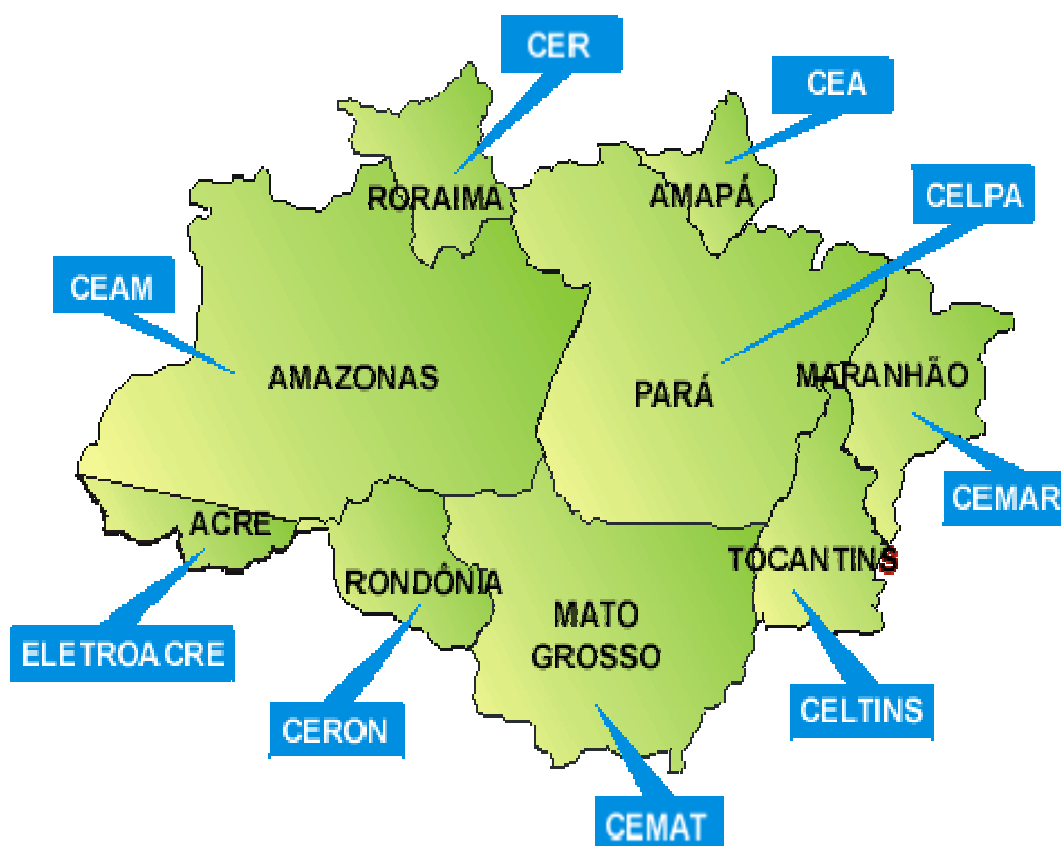 CER
CEA
RORAIMA
AMAPÁ
CELPA
CEAM
AMAZONAS
PARÁ
MARANHÃO
CEMAR
ACRE
TOCANTINS
RONDÔNIA
MATO
GROSSO
ELETROACRE
CERON
CELTINS
CEMAT